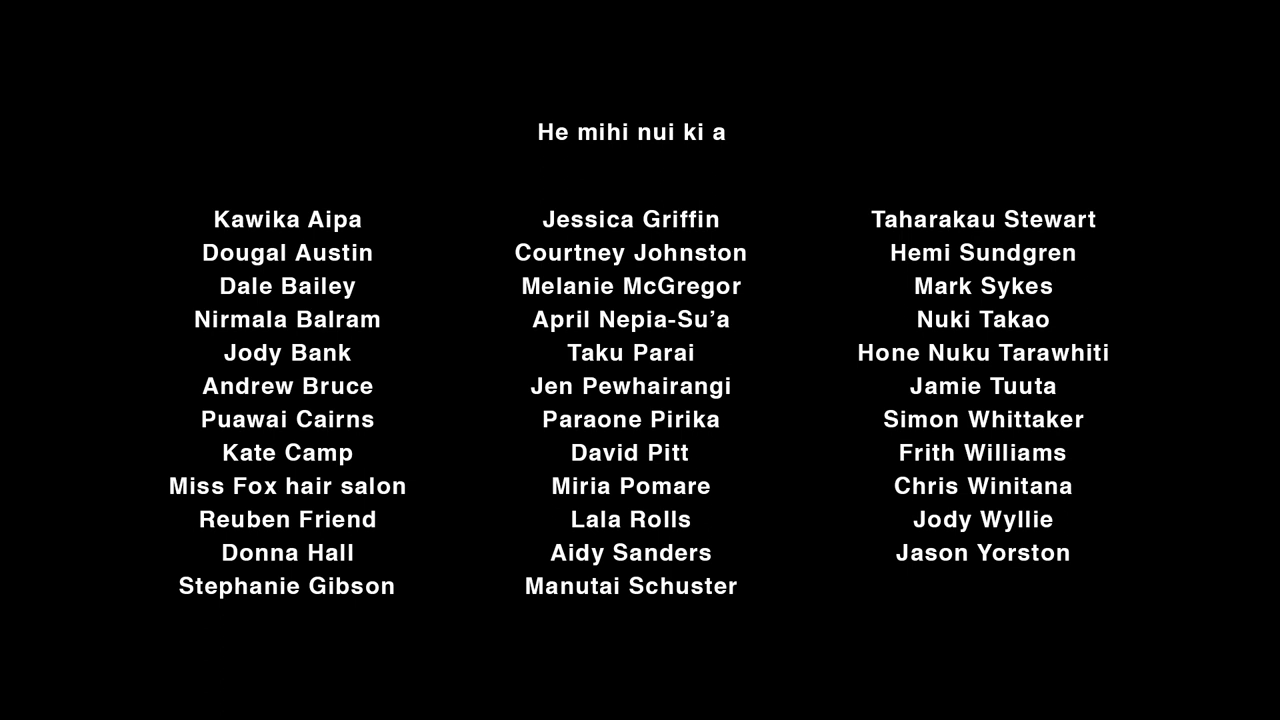 He mihi nui ki a
Kawika Aipa
Dougal Austin
Dale Bailey
Nirmala Balram
Jody Bank
Andrew Bruce
Puawai Cairns
Kate Camp
Miss Fox hair salon
Reuben Friend
Donna Hall
Stephanie Gibson
Jessica Griffin
Courtney Johnston
Melanie McGregor
April Nepia-Su’a
Taku Parai
Jen Pewhairangi
Paraone Pirika
David Pitt
Miria Pomare
Lala Rolls
Aidy Sanders
Manutai Schuster
Taharakau Stewart
Hemi Sundgren
Mark Sykes
Nuki Takao
Hone Nuku Tarawhiti
Jamie Tuuta
Simon Whittaker
Frith Williams
Chris Winitana
Jody Wyllie
Jason Yorston